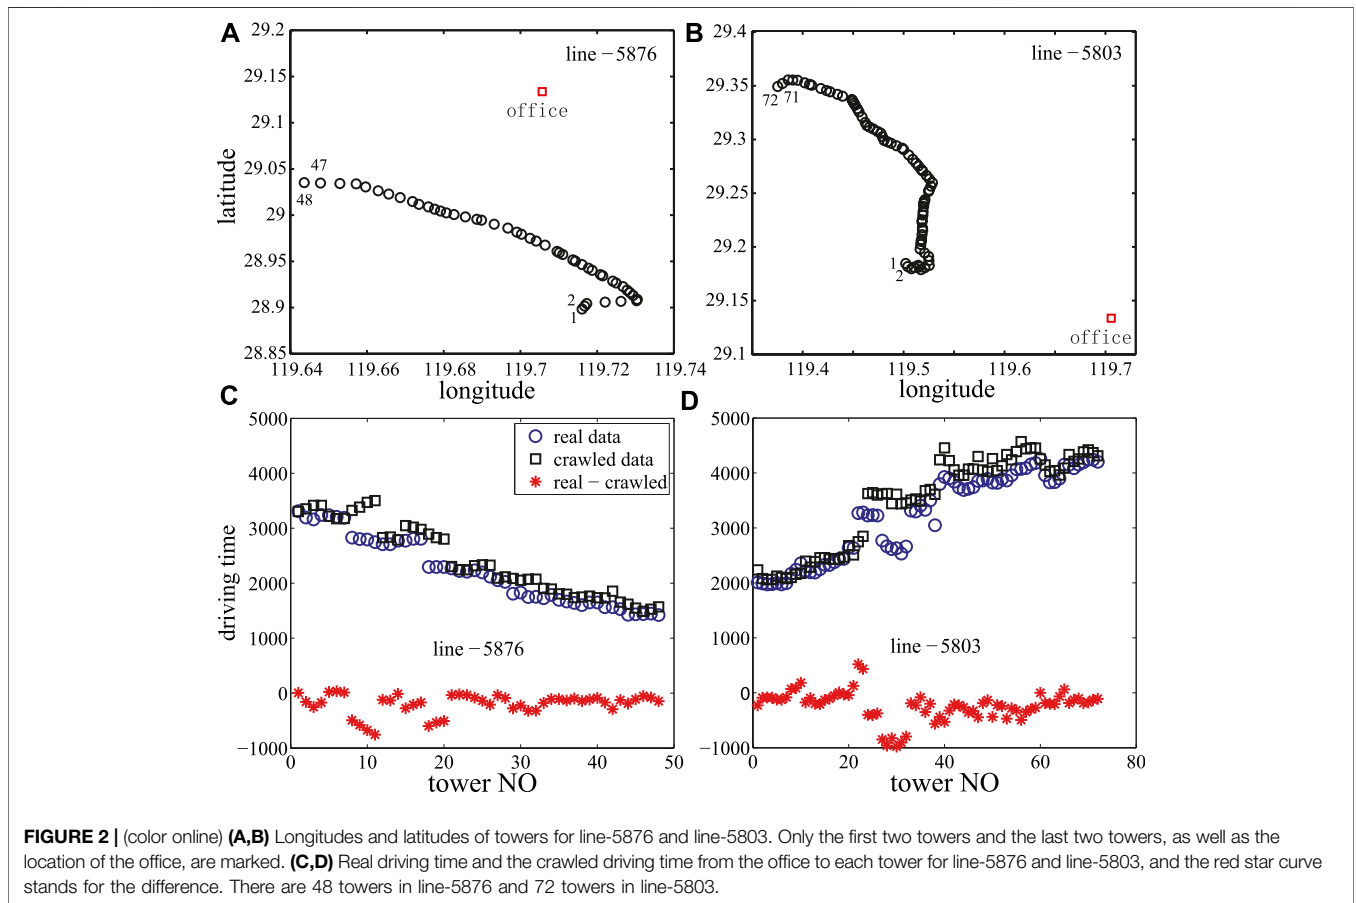 A
line −5876
office
47
48
2
1
29.2
29.15
29.1
29.05
29
28.95
28.9
28.85
latitude
119.64 119.66 119.68 119.7 119.72 119.74
longitude
B
line −5803
72 71
1
2
office
29.4
29.35
29.3
29.25
29.2
29.15
29.1
119.4 119.5 119.6 119.7
longitude
C
5000
4000
3000
2000
1000
0
−1000
driving time
real data
crawled data
real − crawled
line −5876
0 10 20 30 40 50
tower NO
D
5000
4000
3000
2000
1000
0
−1000
line −5803
0 20 40 60 80
tower NO
FIGURE 2 | (color online) (A,B) Longitudes and latitudes of towers for line-5876 and line-5803. Only the first two towers and the last two towers, as well as the
location of the office, are marked. (C,D) Real driving time and the crawled driving time from the office to each tower for line-5876 and line-5803, and the red star curve
stands for the difference. There are 48 towers in line-5876 and 72 towers in line-5803.